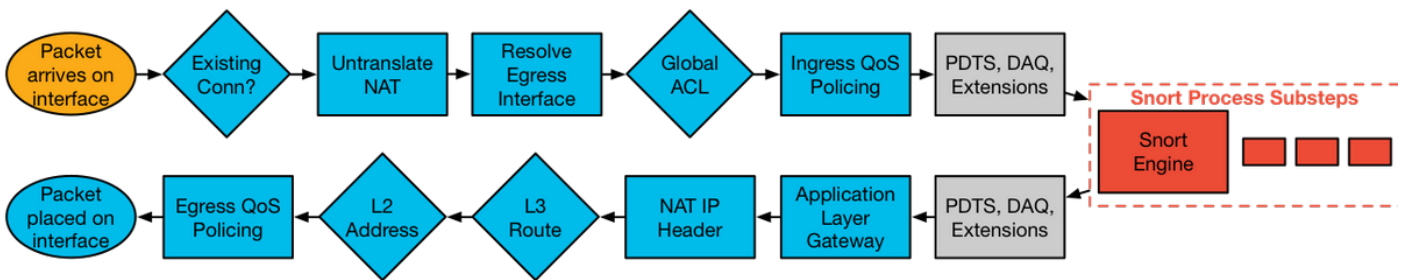 Packet
arrives on
interface
Existing
Conn?
Untranslate
NAT
Resolve
Egress
Interface
Global
ACL
Ingress QoS
Policing
PDTS, DAQ,
Extensions
Snort Process Substeps
Snort
Engine
Packet
placed on
interface
Egress QoS
Policing
L2
Address
L3
Route
NAT IP
Header
Application
Layer
Gateway
PDTS, DAQ,
Extensions